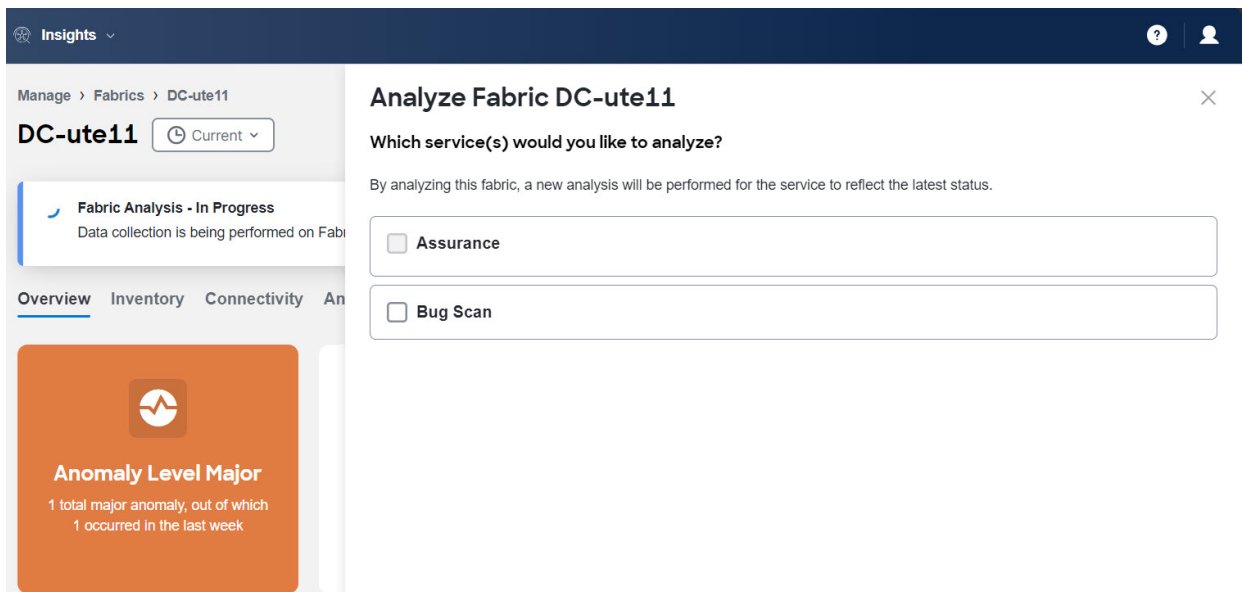 Insights
?
Manage > Fabrics > DC-ute11
DC-ute11 Current
Fabric Analysis - In Progress
Data collection is being performed on
Overview Inventory Connectivity
Anomaly Level Major
1 total major anomaly, out of which
1 occurred in the last week
Analyze Fabric DC-ute11
Which service(s) would you like to analyze?
By analyzing this fabric, a new analysis will be performed for the service to reflect the latest status.
Assurance
Bug Scan